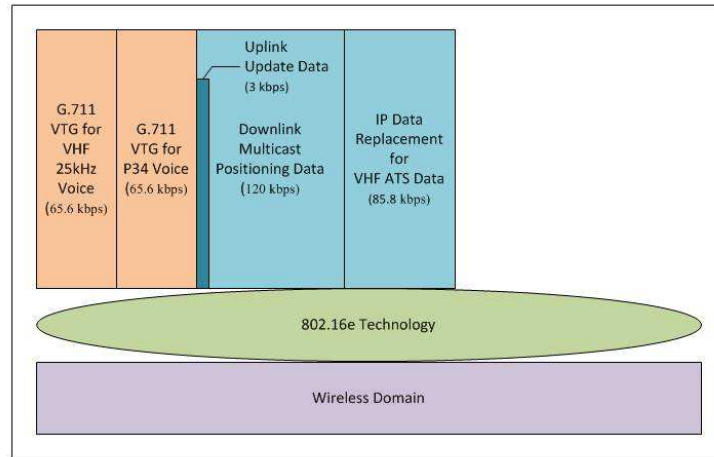 G.711
VTG for
VHF
25kHz
Voice
(65.6 kbps)
G.711
VTG for
P34 Voice
(65.6 kbps)
Uplink
Update Data
(3 kbps)
Downlink
Multicast
Positioning Data
(120 kbps)
IP Data
Replacement
for
VHF ATS Data
(85.8 kbps)
802.16e Technology
Wireless Domain